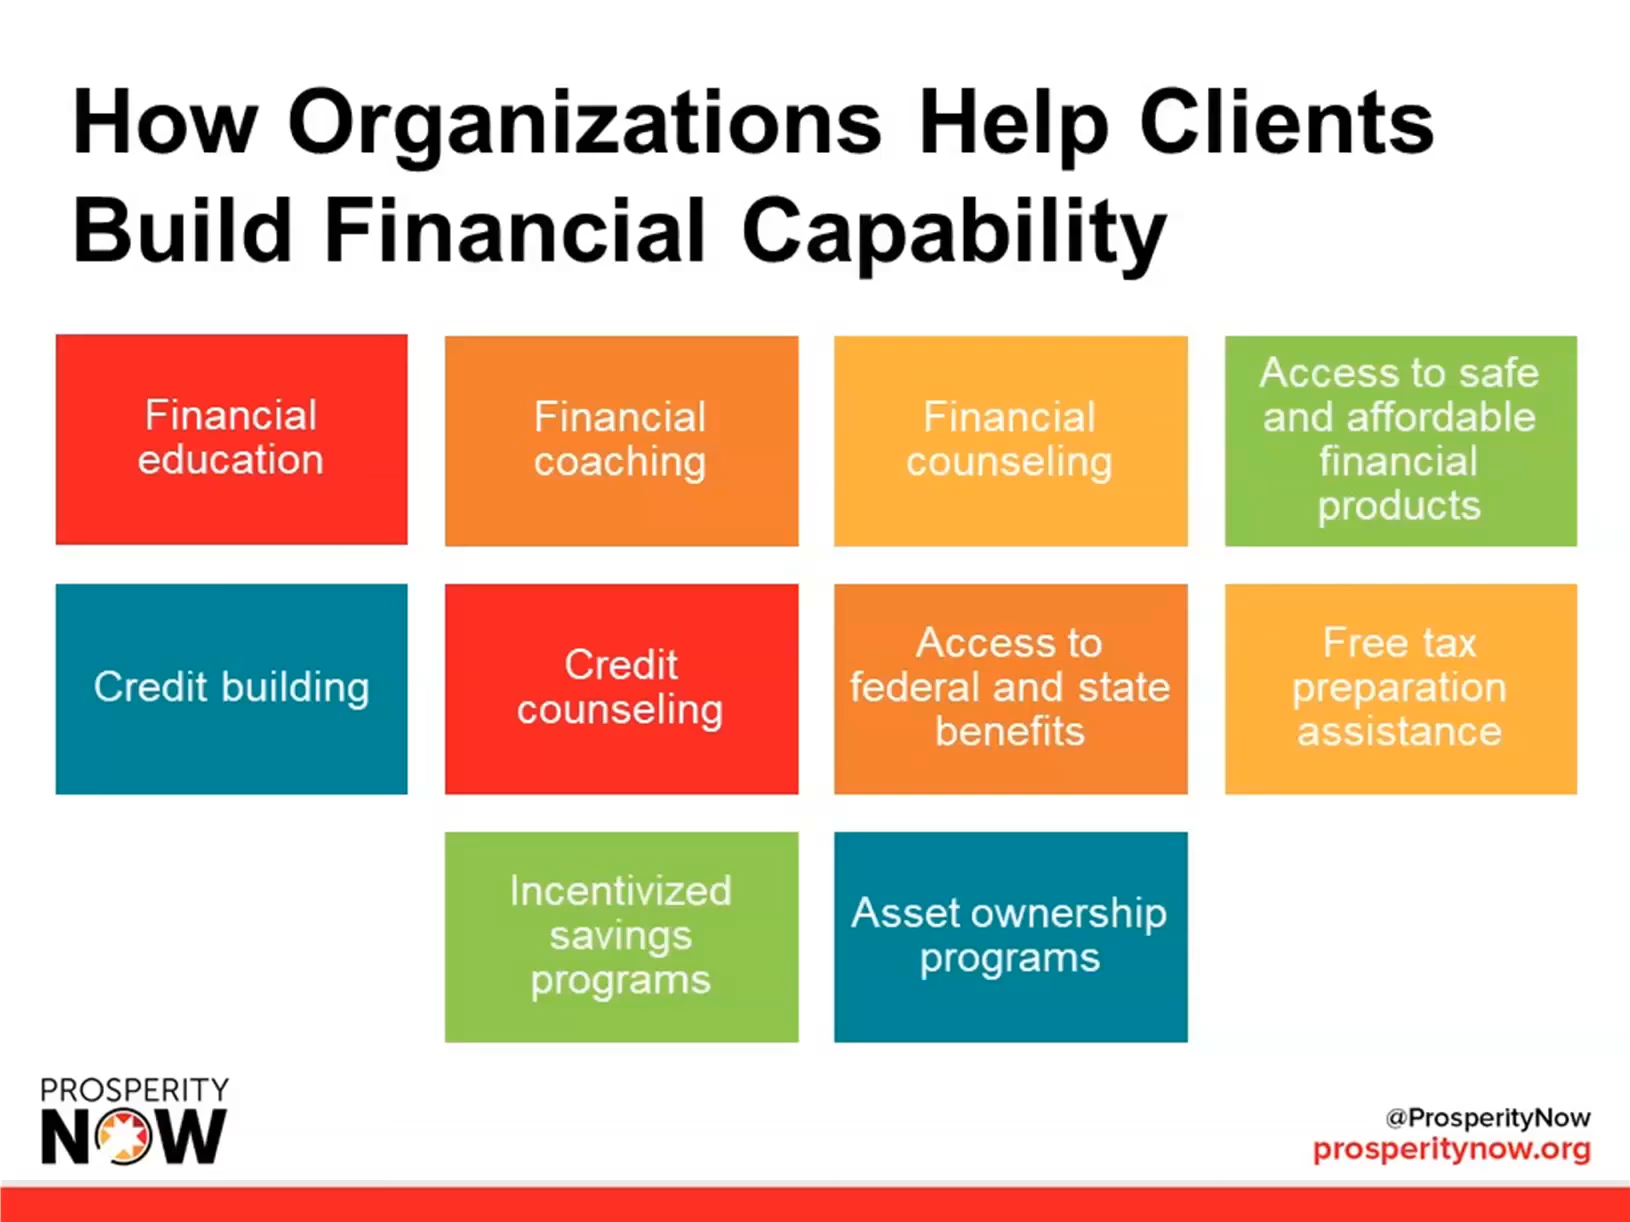 How Organizations Help Clients
Build Financial Capability
Financial
education
Financial
coaching
Financial
counseling
Access to safe
and affordable
financial
products
Credit building
Credit
counseling
Access to
federal and state
benefits
Free tax
preparation
assistance
Incentivized
savings
programs
Asset ownership
programs
PROSPERITY
NOW
@ProsperityNow
prosperitynow.org